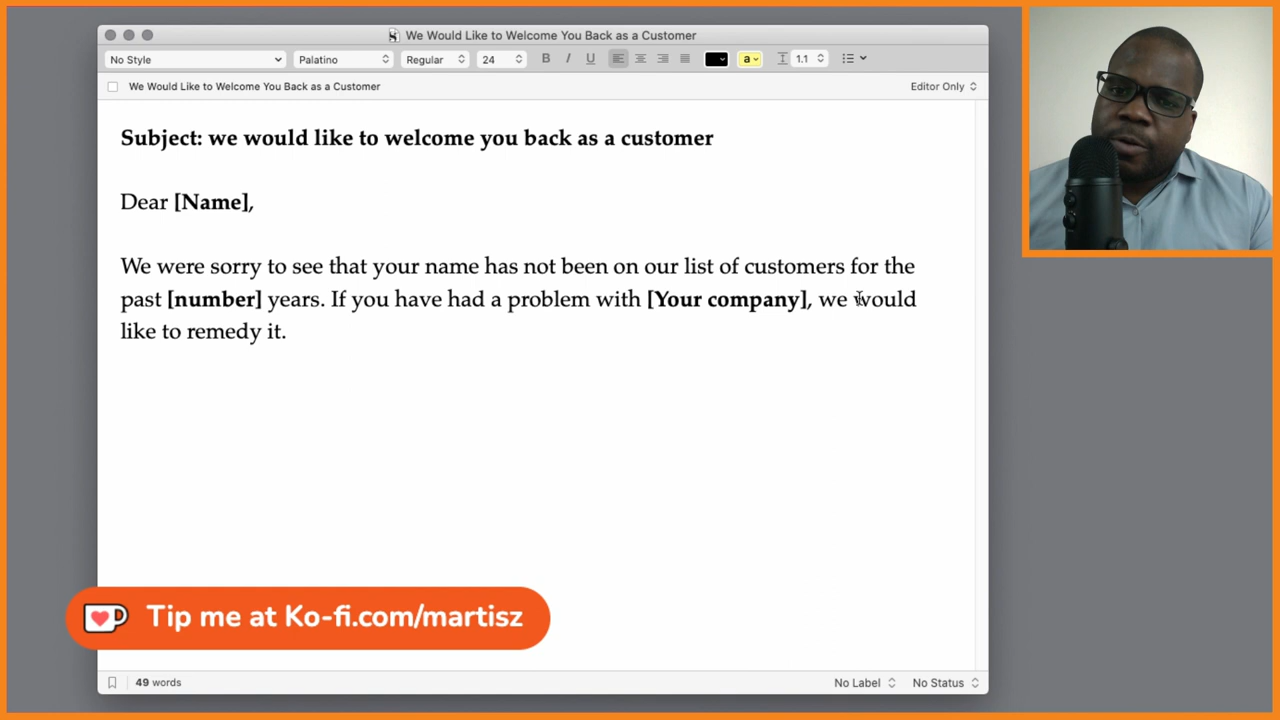 We Would Like to Welcome You Back as a Customer
No Style Palatino Regular 24 B I U a 1.1
We Would Like to Welcome You Back as a Customer Editor Only
Subject: we would like to welcome you back as a customer
Dear [Name],
We were sorry to see that your name has not been on our list of customers for the
past [number] years. If you have had a problem with [Your company], we would
like to remedy it.
Tip me at Ko-fi.com/martisz
49 words No Label No Status